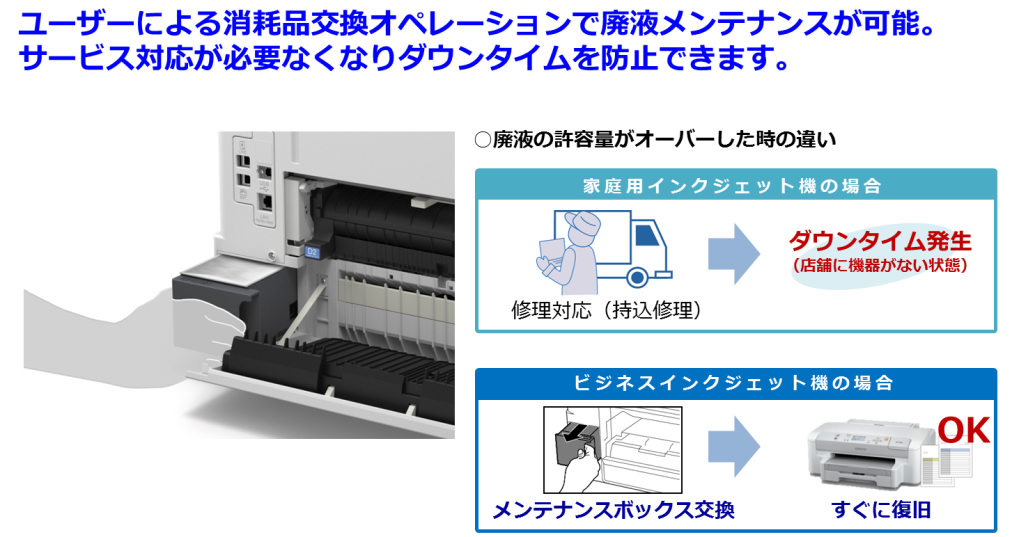 ユーザーによる消耗品交換オペレーションで廃液メンテナンスが可能。
サービス対応が必要なくなりダウンタイムを防止できます。
○廃液の許容量がオーバーした時の違い
家庭用インクジェット機の場合
ダウンタイム発生
（店舗に機器がない状態）
修理対応（持込修理）
D2
ビジネスインクジェット機の場合
OK
メンテナンスボックス交換
すぐに復旧